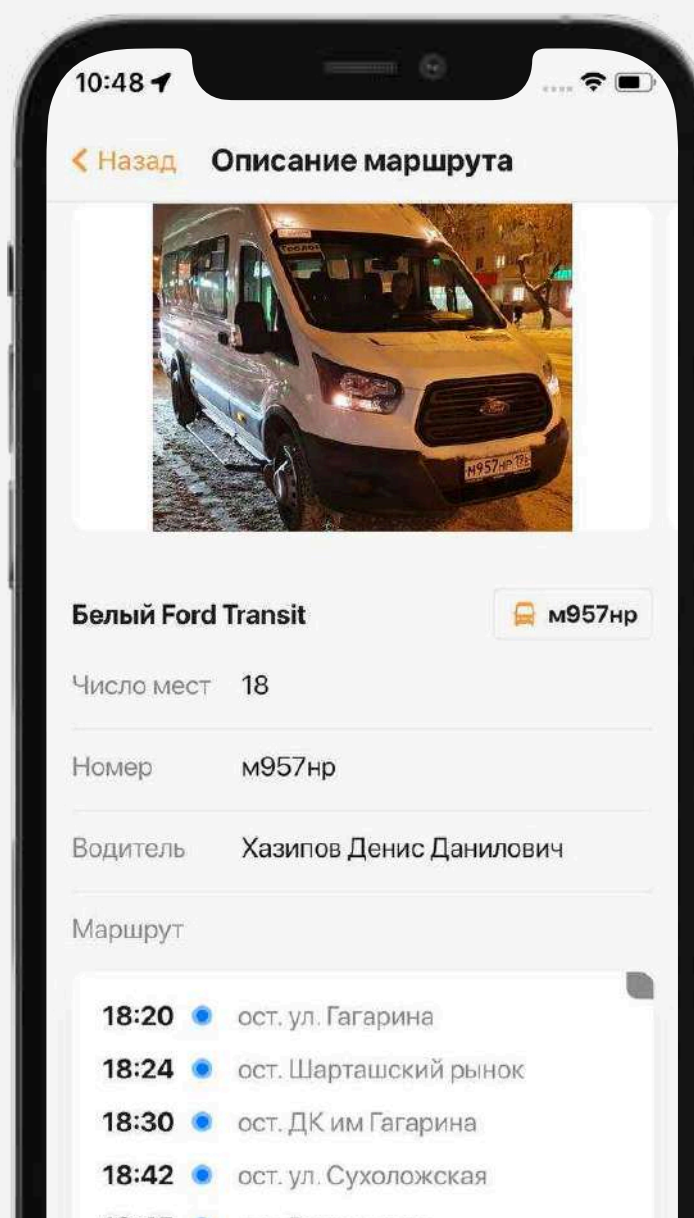 10:48
Назад Описание маршрута
М957НР 196
Белый Ford Transit
м957нр
Число мест 18
Номер м957нр
Водитель Хазипов Денис Данилович
Маршрут
18:20 ост. ул. Гагарина
18:24 ост. Шарташский рынок
18:30 ост. ДК им Гагарина
18:42 ост. ул. Сухоложская